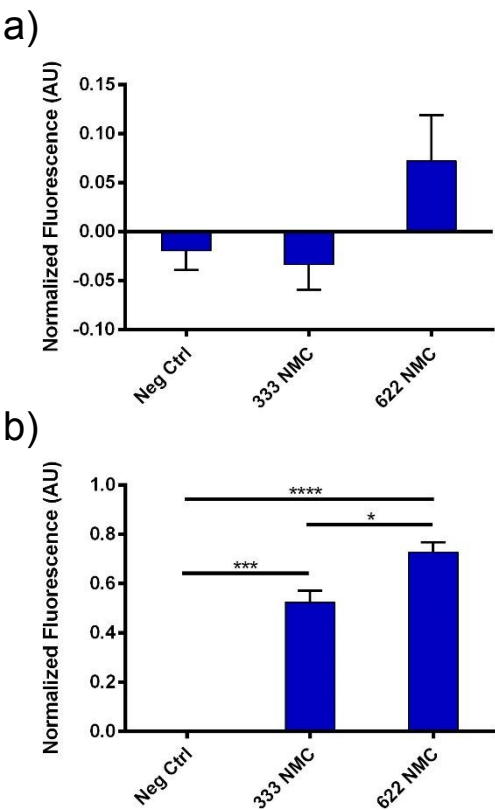 a)
Normalized Fluorescence (AU)
0.15
0.10
0.05
0.00
-0.05
-0.10
Neg Ctrl
333 NMC
622 NMC
b)
Normalized Fluorescence (AU)
1.0
0.8
0.6
0.4
0.2
0.0
****
*
***
Neg Ctrl
333 NMC
622 NMC